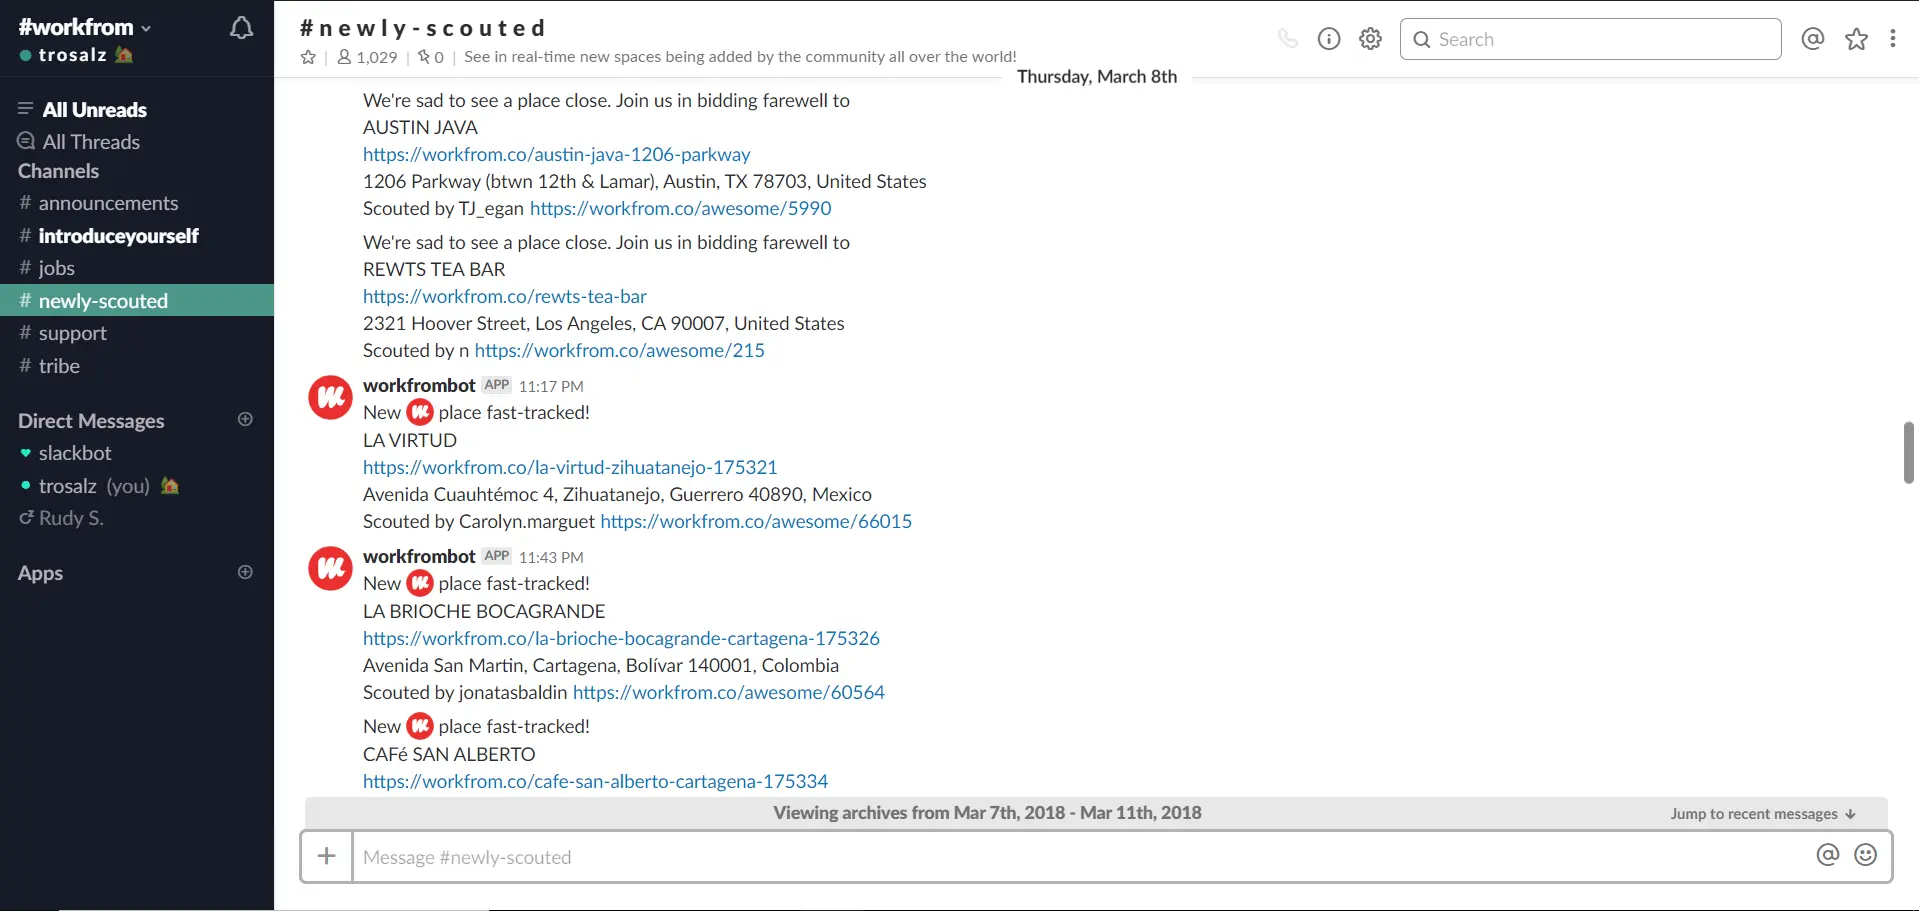 #workfrom
trosalz
All Unreads
All Threads
Channels
# announcements
# introduceyourself
# jobs
# newly-scouted
# support
# tribe
Direct Messages
slackbot
trosalz (you)
Rudy S.
Apps
#newly-scouted
1,029 | 0 | See in real-time new spaces being added by the community all over the world!
Search
Thursday, March 8th
We're sad to see a place close. Join us in bidding farewell to
AUSTIN JAVA
https://workfrom.co/austin-java-1206-parkway
1206 Parkway (btwn 12th & Lamar), Austin, TX 78703, United States
Scouted by TJ_egan https://workfrom.co/awesome/5990
We're sad to see a place close. Join us in bidding farewell to
REWTS TEA BAR
https://workfrom.co/rewts-tea-bar
2321 Hoover Street, Los Angeles, CA 90007, United States
Scouted by n https://workfrom.co/awesome/215
workfrombot APP 11:17 PM
New place fast-tracked!
LA VIRTUD
https://workfrom.co/la-virtud-zihuatanejo-175321
Avenida Cuauhtémoc 4, Zihuatanejo, Guerrero 40890, Mexico
Scouted by Carolyn.marguet https://workfrom.co/awesome/66015
workfrombot APP 11:43 PM
New place fast-tracked!
LA BRIOCHE BOCAGRANDE
https://workfrom.co/la-brioche-bocagrande-cartagena-175326
Avenida San Martin, Cartagena, Bolívar 140001, Colombia
Scouted by jonatasbaldin https://workfrom.co/awesome/60564
New place fast-tracked!
CAFé SAN ALBERTO
https://workfrom.co/cafe-san-alberto-cartagena-175334
Viewing archives from Mar 7th, 2018 - Mar 11th, 2018
Jump to recent messages
Message #newly-scouted